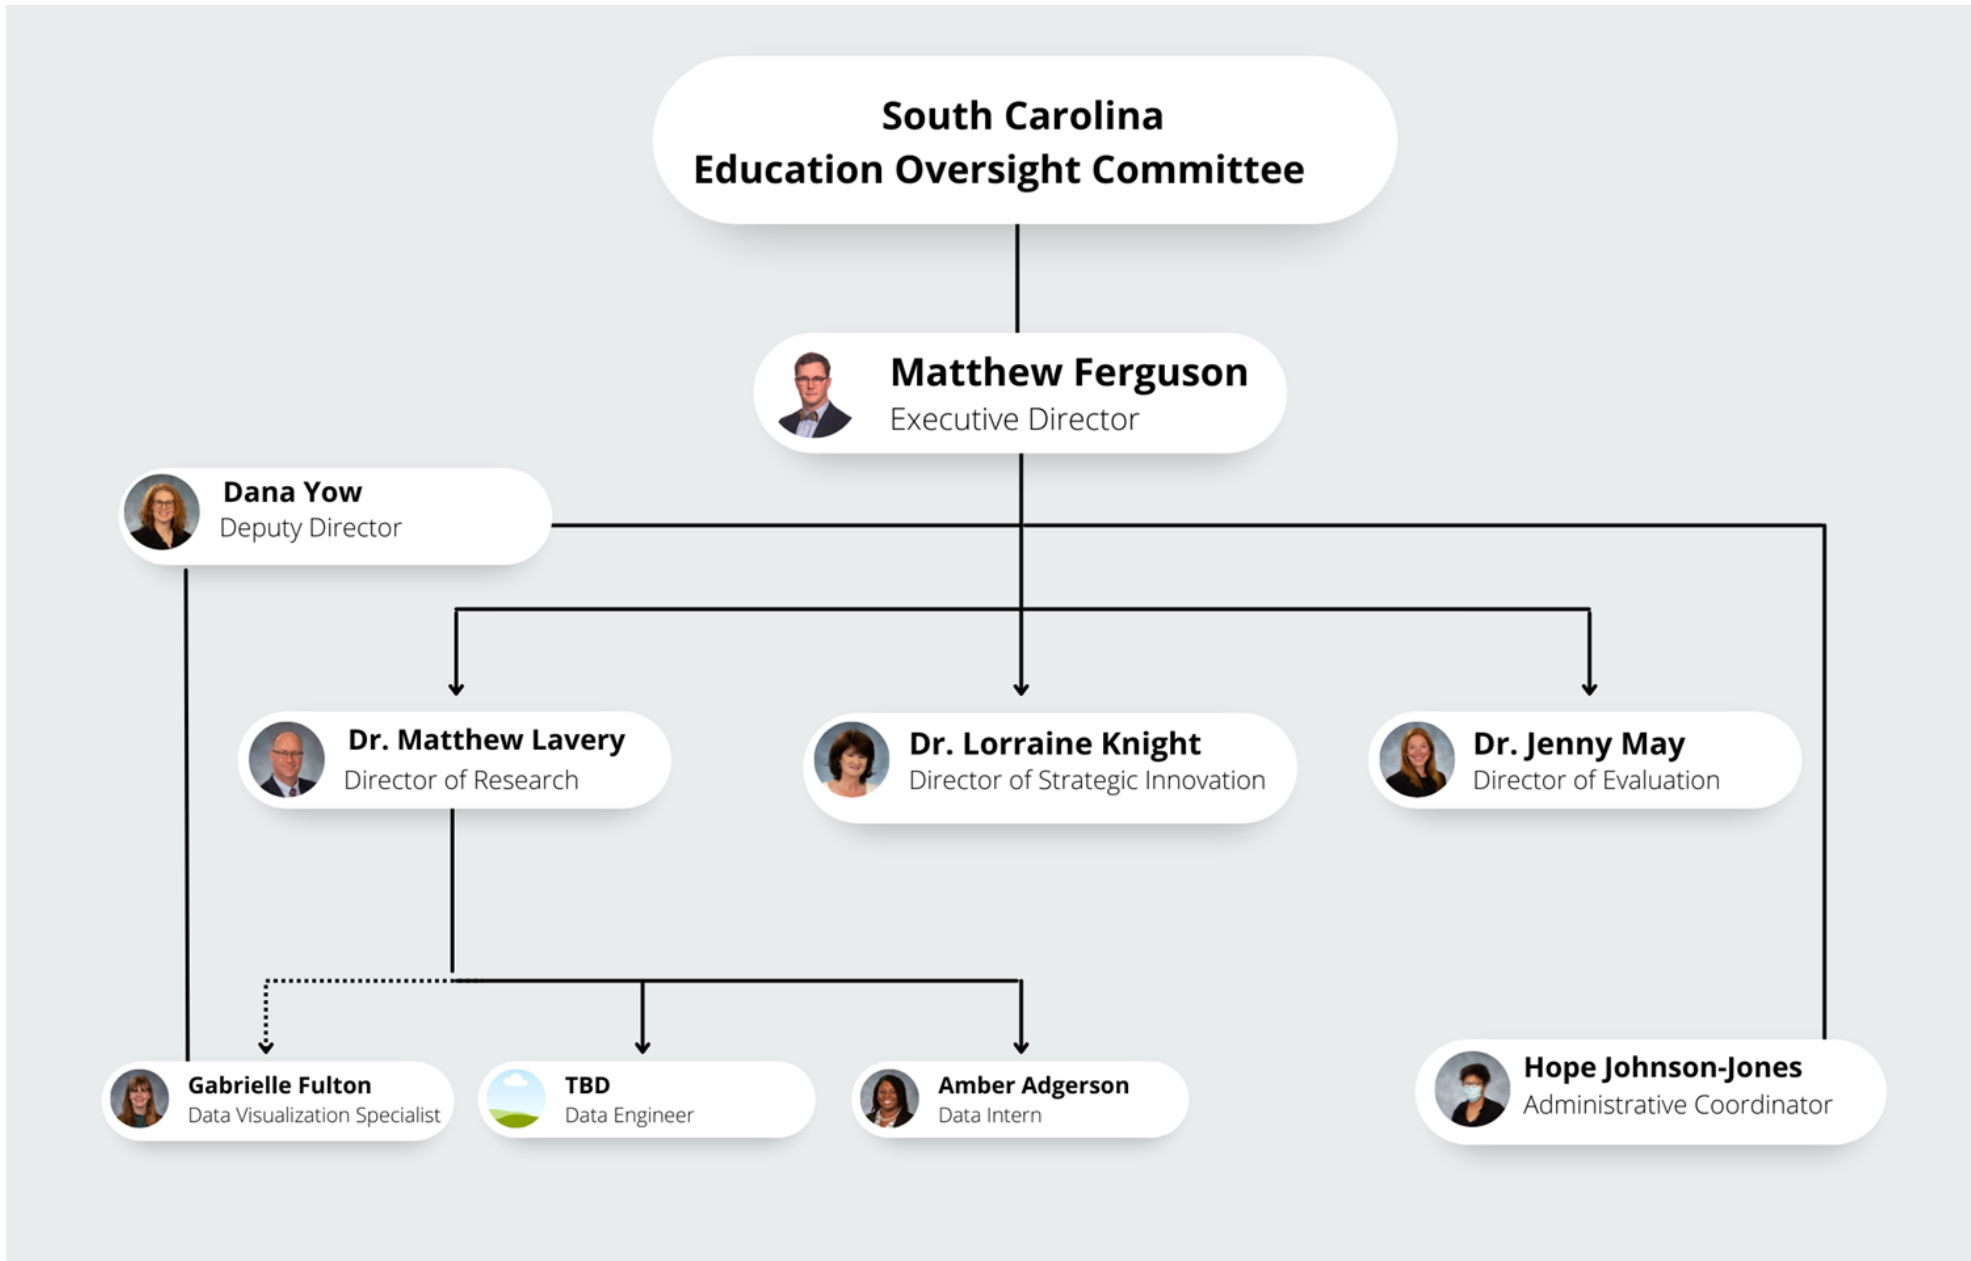 South Carolina
Education Oversight Committee
Matthew Ferguson
Executive Director
Dana Yow
Deputy Director
Dr. Matthew Lavery
Director of Research
Dr. Lorraine Knight
Director of Strategic Innovation
Dr. Jenny May
Director of Evaluation
Gabrielle Fulton
Data Visualization Specialist
TBD
Data Engineer
Amber Adgerson
Data Intern
Hope Johnson-Jones
Administrative Coordinator